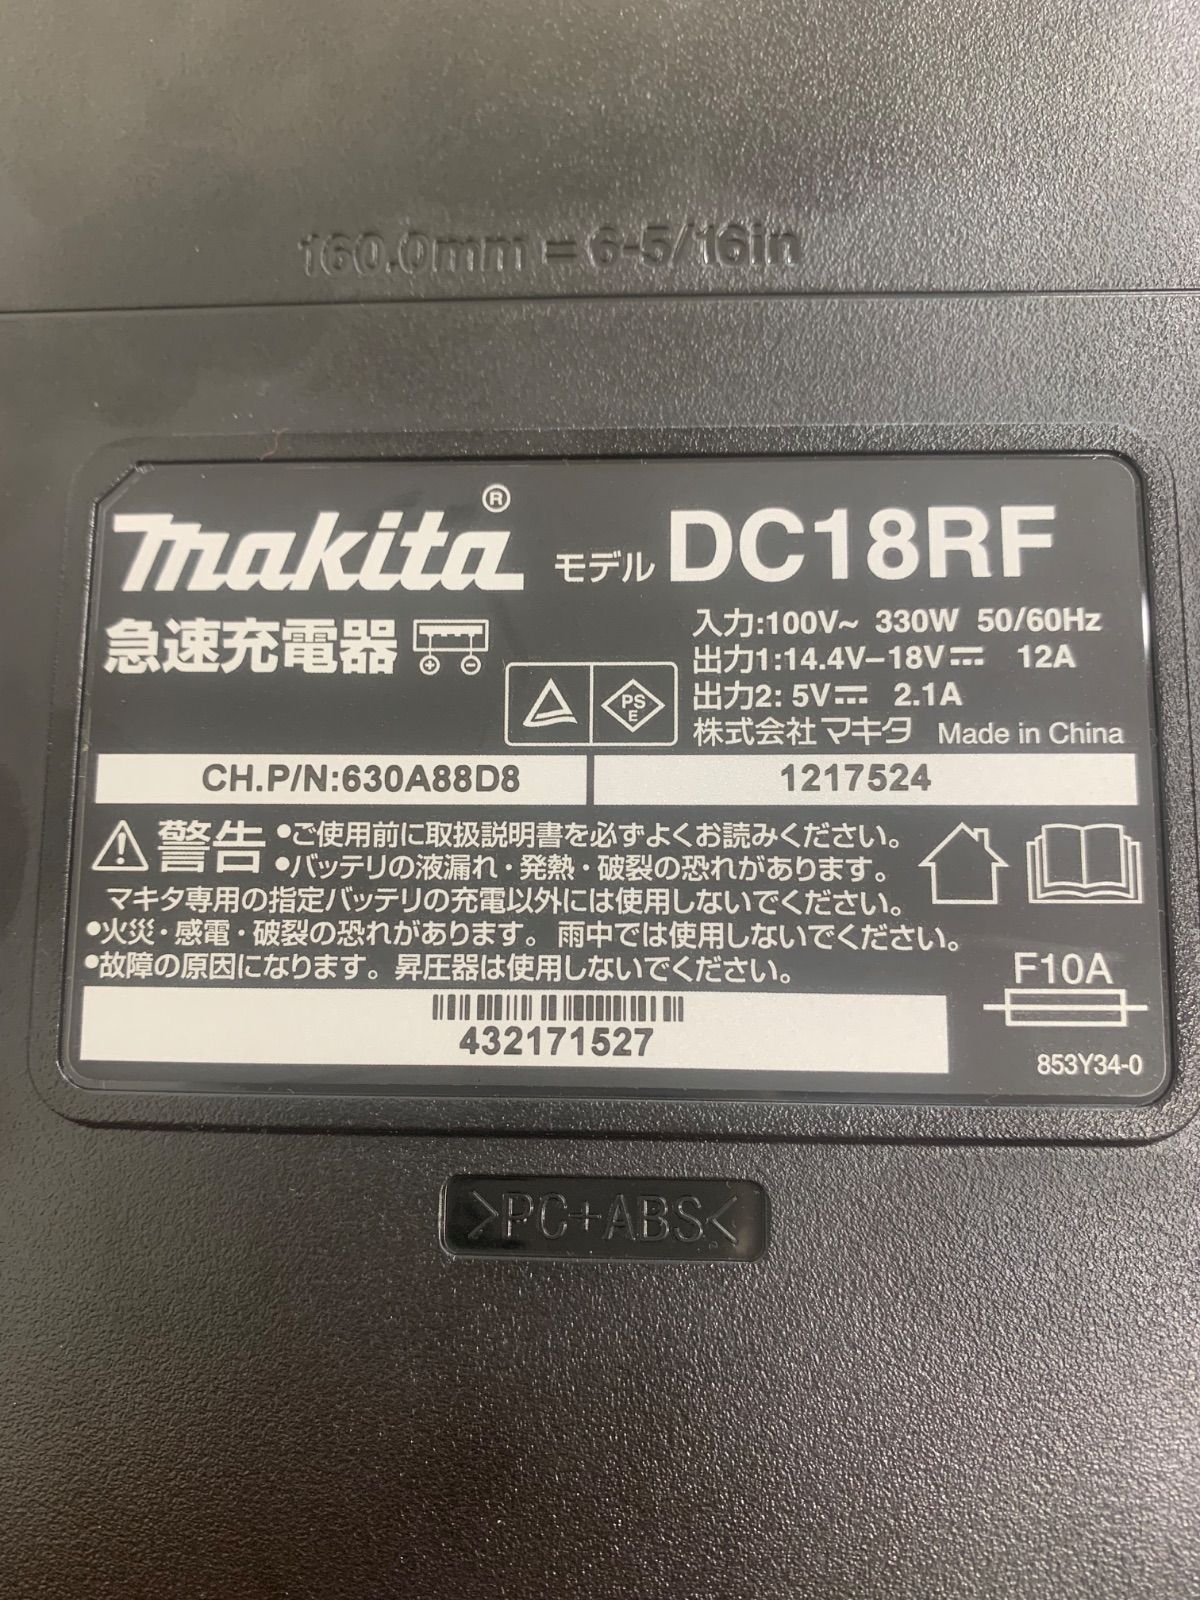 160.0mm = 6-5/16in
makita® モデル DC18RF
急速充電器
入力:100V~ 330W 50/60Hz
出力1:14.4V–18V⎓ 12A
出力2: 5V⎓ 2.1A
PS
E
株式会社 マキタ Made in China
CH.P/N:630A88D8
1217524
警告 •ご使用前に取扱説明書を必ずよくお読みください。
•バッテリの液漏れ・発熱・破裂の恐れがあります。
マキタ専用の指定バッテリの充電以外には使用しないでください。
•火災・感電・破裂の恐れがあります。雨中では使用しないでください。
•故障の原因になります。昇圧器は使用しないでください。
F10A
432171527
853Y34-0
>PC+ABS<